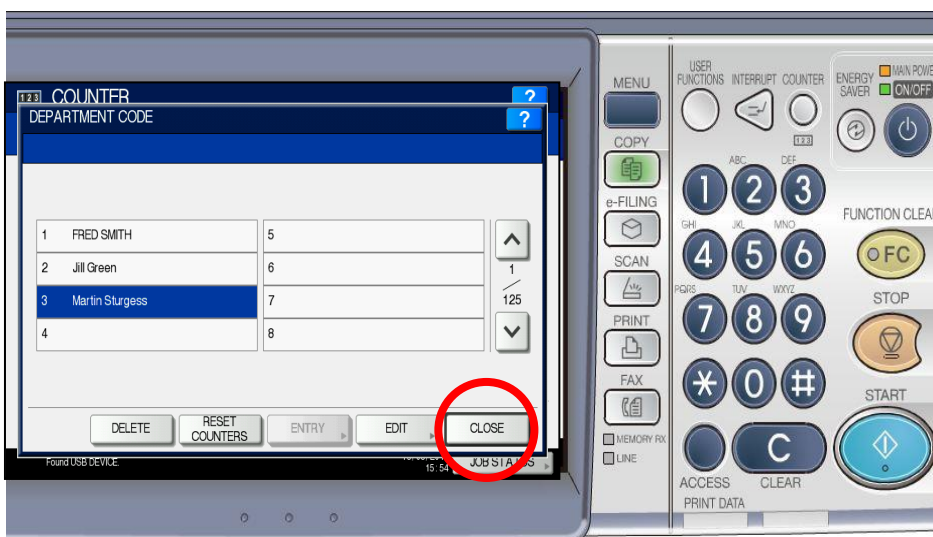 123 COUNTER ?
DEPARTMENT CODE ?
1 FRED SMITH 5
2 Jill Green 6
3 Martin Sturgess 7
4 8
1
125
DELETE
RESET COUNTERS
ENTRY
EDIT
CLOSE
Found USB DEVICE.
15:54
JOB STATUS
MENU
COPY
e-FILING
SCAN
PRINT
FAX
MEMORY RX
LINE
USER FUNCTIONS
INTERRUPT
COUNTER
123
ENERGY SAVER
MAIN POWE
ON/OFF
1
ABC 2
DEF 3
GHI 4
JKL 5
MNO 6
PQRS 7
TUV 8
WXYZ 9
* 0 #
ACCESS
C
CLEAR
PRINT DATA
FUNCTION CLEA
FC
STOP
START